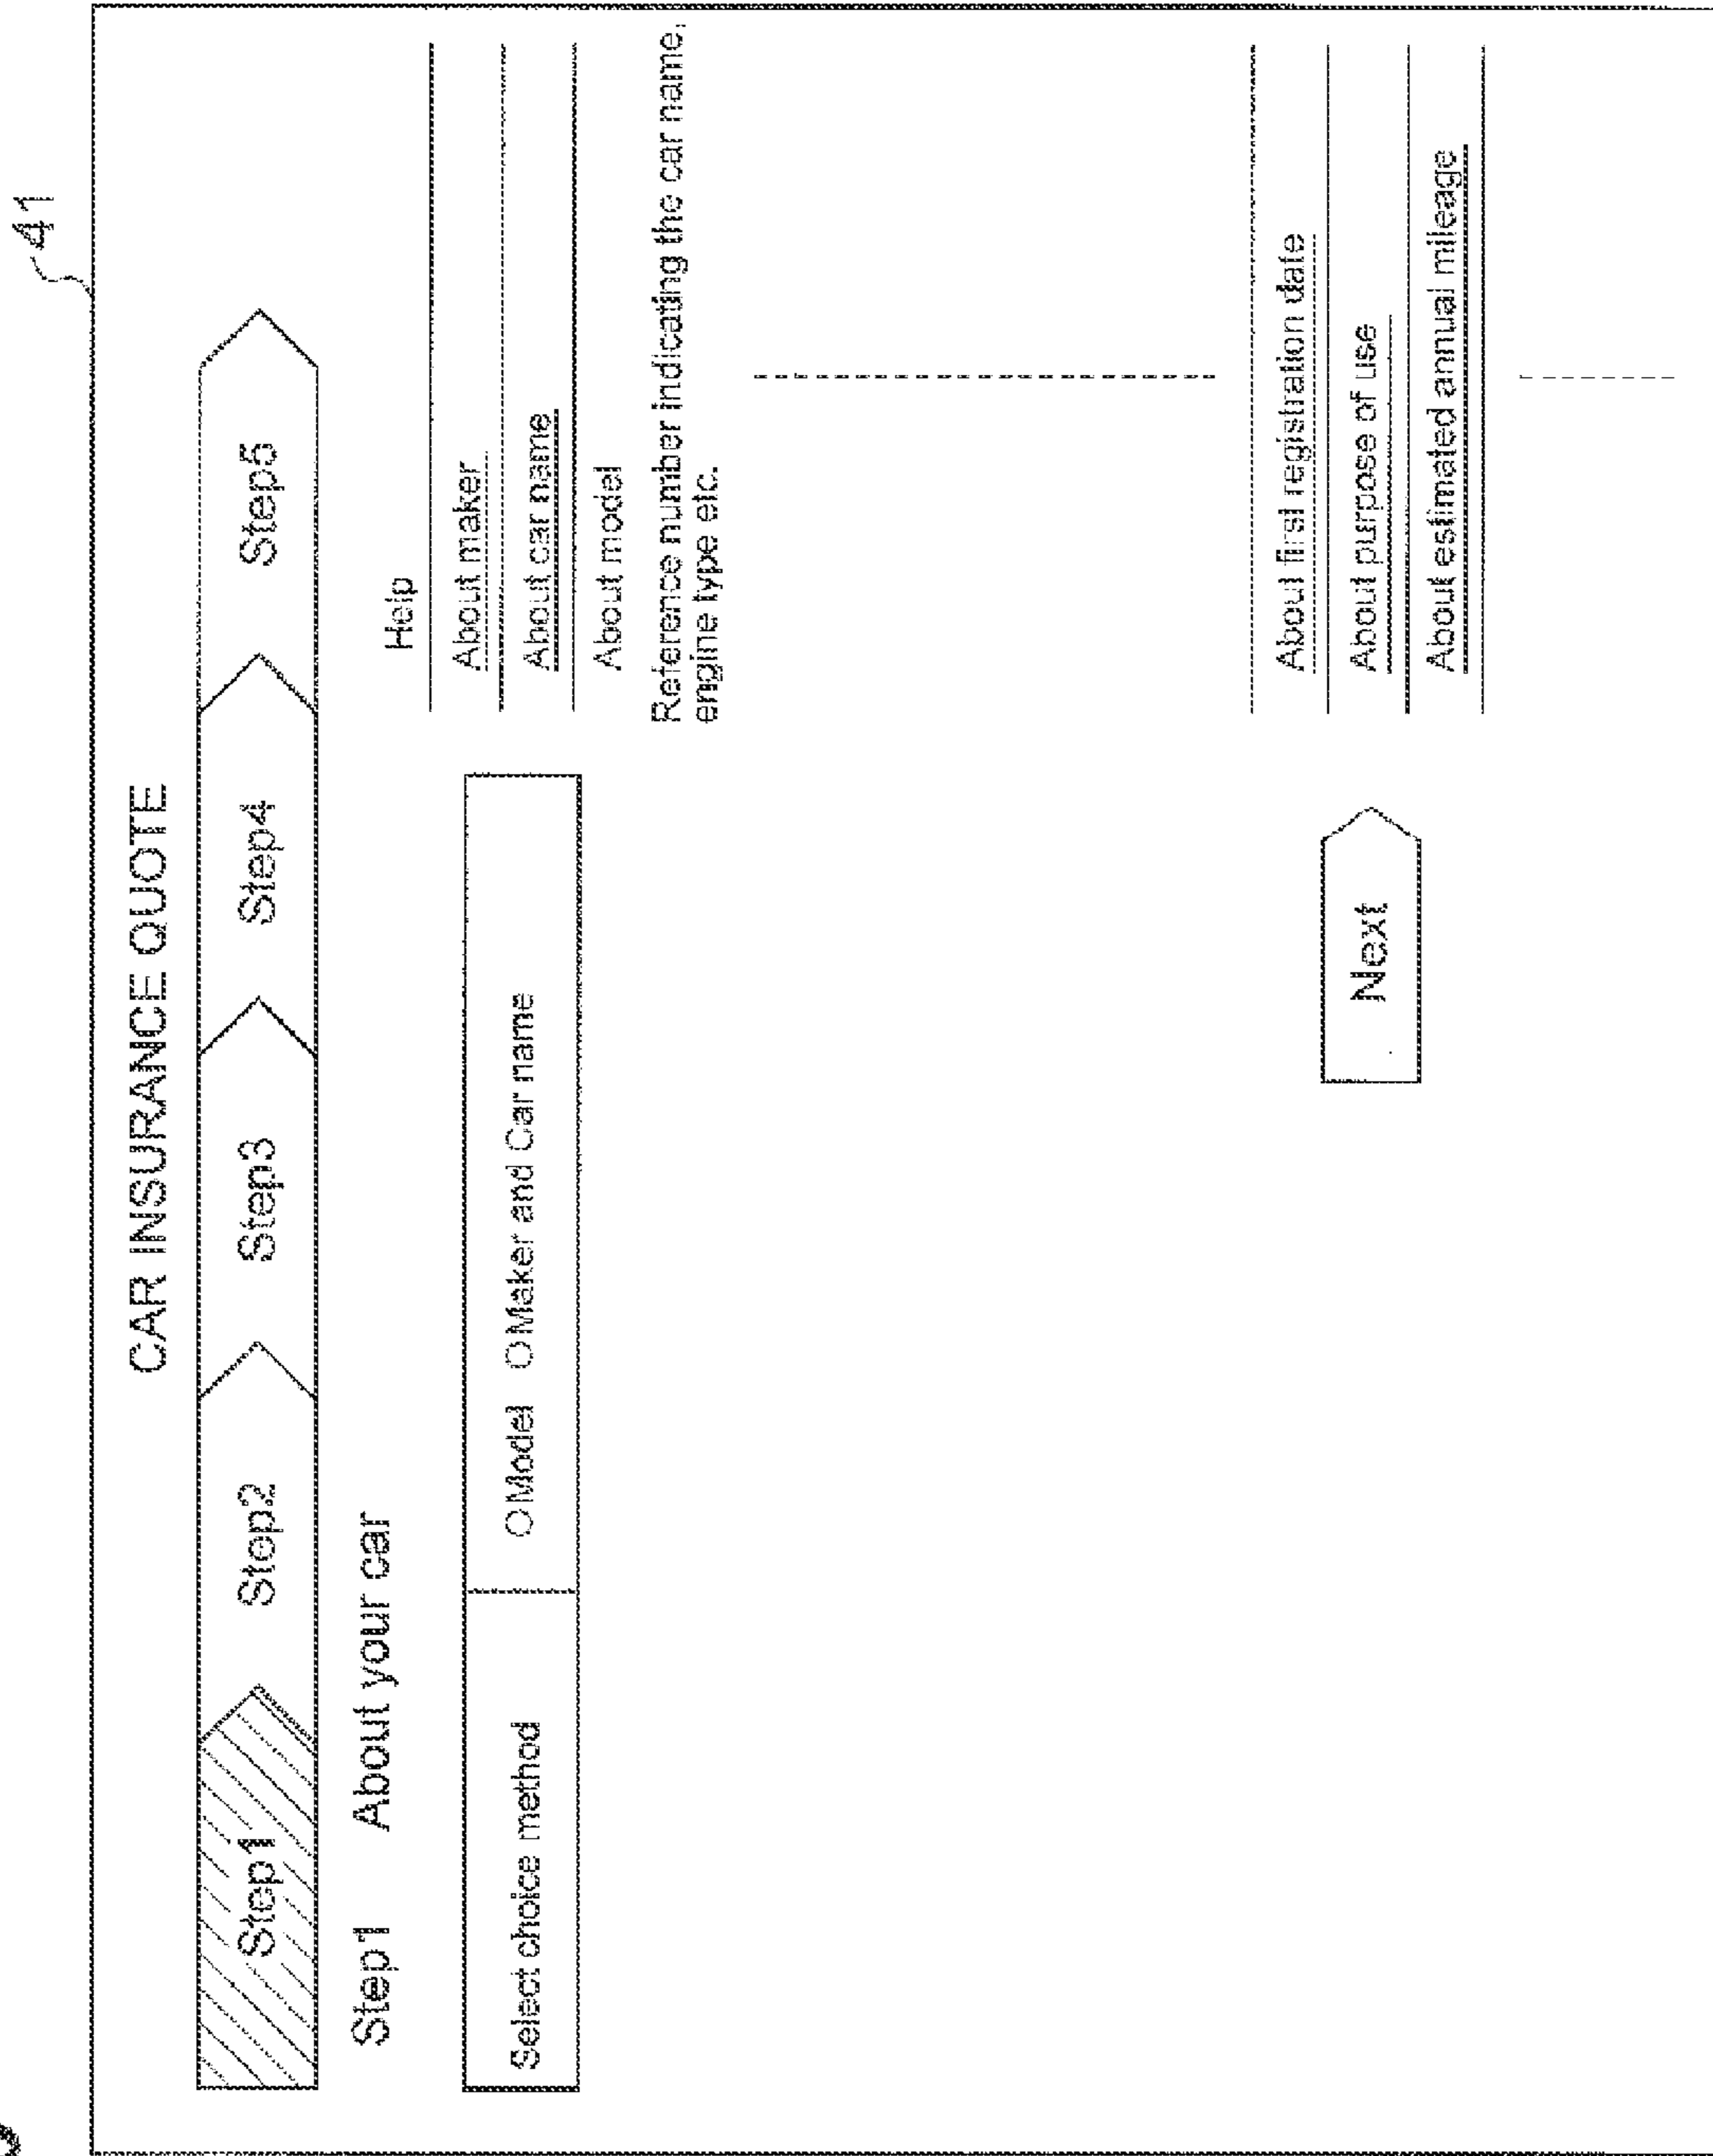 41
CAR INSURANCE QUOTE
Step1
Step2
Step3
Step4
Step5
Step1 About your car
Select choice method
Model
Maker and Car name
Next
Help
About maker
About car name
About model
Reference number indicating the car name,
engine type etc.
About first registration date
About purpose of use
About estimated annual mileage